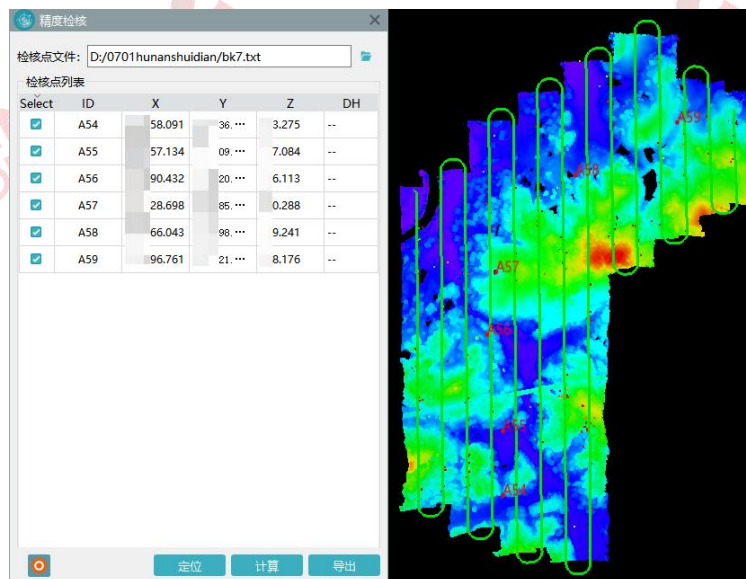 精度检核
检核点文件: D:/0701hunanshuidian/bk7.txt
检核点列表
Select ID X Y Z DH
A54 58.091 36.··· 3.275 --
A55 57.134 09.··· 7.084 --
A56 90.432 20.··· 6.113 --
A57 28.698 85.··· 0.288 --
A58 66.043 98.··· 9.241 --
A59 96.761 21.··· 8.176 --
定位 计算 导出
A59
A58
A57
A56
A55
A54